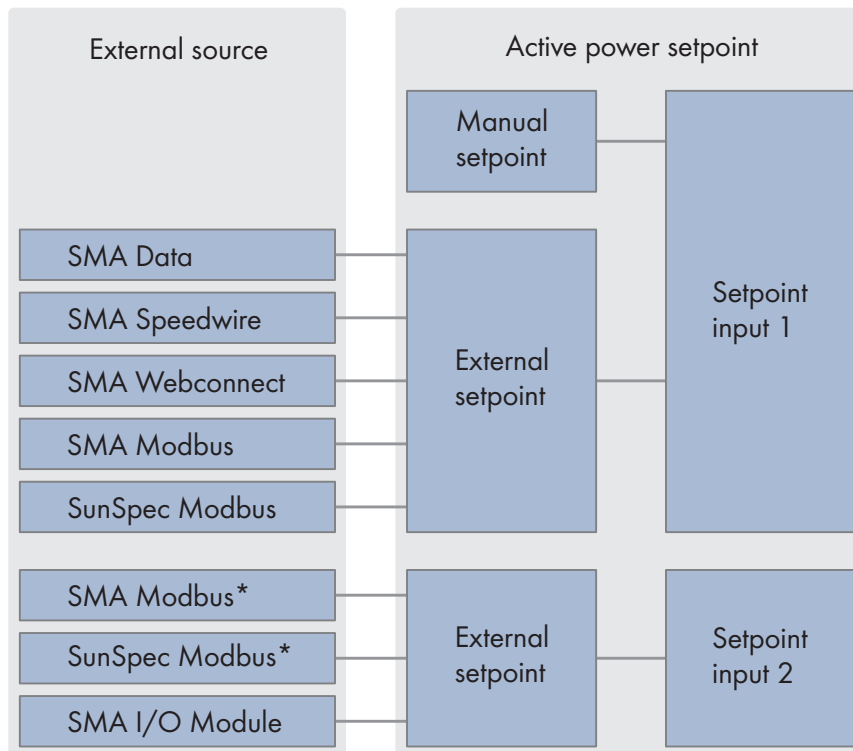 External source
Active power setpoint
Manual
setpoint
SMA Data
SMA Speedwire
SMA Webconnect
SMA Modbus
SunSpec Modbus
External
setpoint
Setpoint
input 1
SMA Modbus*
SunSpec Modbus*
SMA I/O Module
External
setpoint
Setpoint
input 2